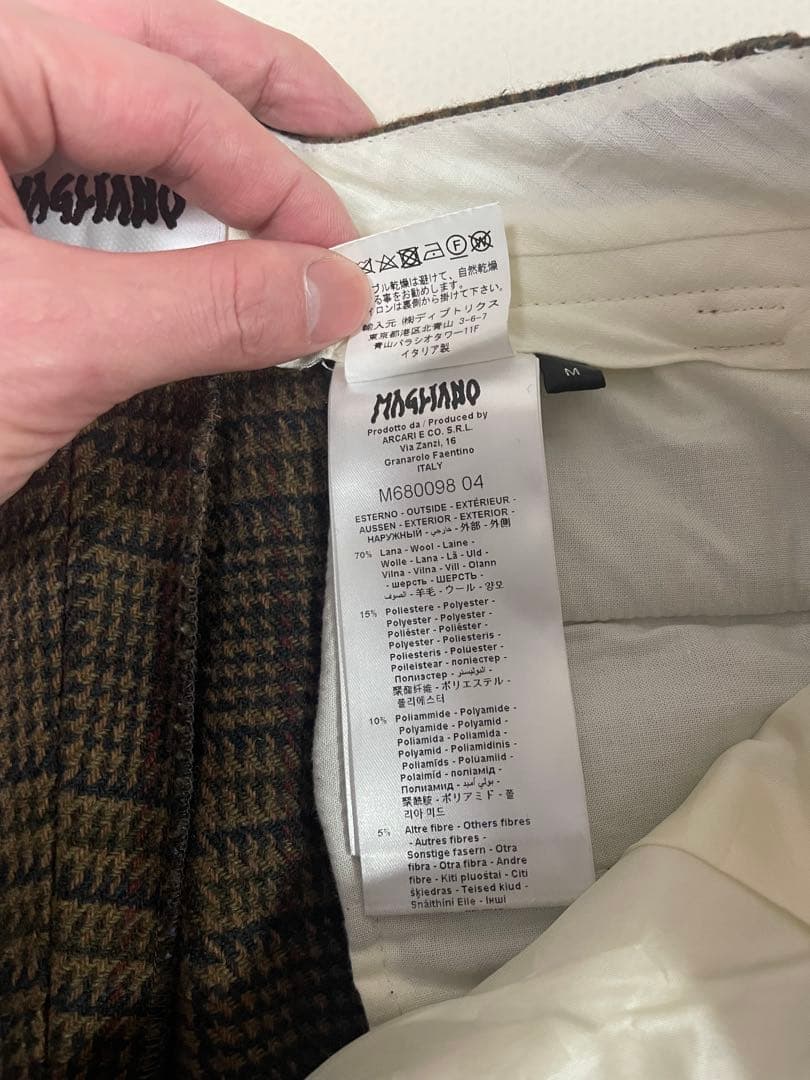 MAGLIANO
ブル乾燥は避けて、自然乾燥
る事をお勧めします。
イロンは裏側から掛けて下さい。
輸入元 ㈱ディプトリクス
東京都港区北青山 3-6-7
青山パラシオタワー11F
イタリア製
M
MAGLIANO
Prodotto da / Produced by
ARCARI E CO. S.R.L.
Via Zanzi, 16
Granarolo Faentino
ITALY
M680098 04
ESTERNO - OUTSIDE - EXTÉRIEUR -
AUSSEN - EXTERIOR - EXTERIOR -
НАРУЖНЫЙ - خارجي - 外部 - 外側
70% Lana - Wool - Laine -
Wolle - Lana - Lã - Uld -
Vilna - Vilna - Vill - Olann
- шерсть - ШЕРСТЬ -
الصوف - 羊毛 - ウール - 양모
15% Poliestere - Polyester -
Polyester - Polyester -
Poliéster - Poliéster -
Polyester - Poliesteris -
Poliesteris - Polüester -
Poileistear - поліестер -
Полиэстер - البوليستر -
聚酯纤维 - ポリエステル -
폴리에스터
10% Poliammide - Polyamide -
Polyamide - Polyamid -
Poliamida - Poliamida -
Polyamid - Poliamidinis -
Poliamīds - Polüamiid -
Polaimíd - поліамід -
Полиамид - بولي أميد -
聚酰胺 - ポリアミド - 폴
리아미드
5% Altre fibre - Others fibres
- Autres fibres -
Sonstige fasern - Otra
fibra - Otra fibra - Andre
fibre - Kiti pluoštai - Citi
šķiedras - Teised kiud -
Snáithíní Eile - Інші